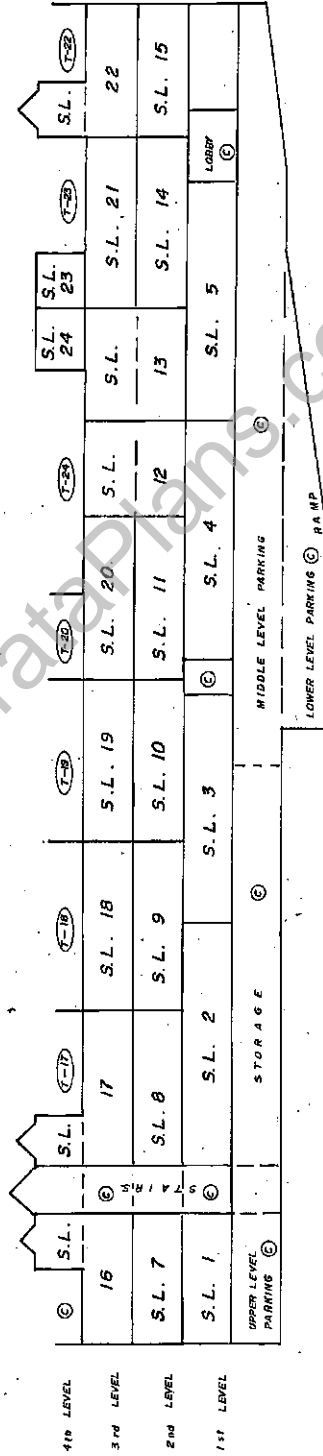 4th LEVEL Ⓒ S.L. S.L. T-17 T-18 T-19 T-20 T-24 S.L. 24 S.L. 23 T-23 S.L. T-22
3rd LEVEL 16 Ⓒ 17 S.L. 18 S.L. 19 S.L. 20 S.L. S.L. S.L. 21 22
STAIRS
2nd LEVEL S.L. 7 S.L. 8 S.L. 9 S.L. 10 S.L. 11 12 13 S.L. 14 S.L. 15
1st LEVEL S.L. 1 Ⓒ S.L. 2 S.L. 3 Ⓒ S.L. 4 S.L. 5 LOBBY Ⓒ
UPPER LEVEL
PARKING Ⓒ
STORAGE Ⓒ
MIDDLE LEVEL PARKING Ⓒ
LOWER LEVEL PARKING Ⓒ RAMP